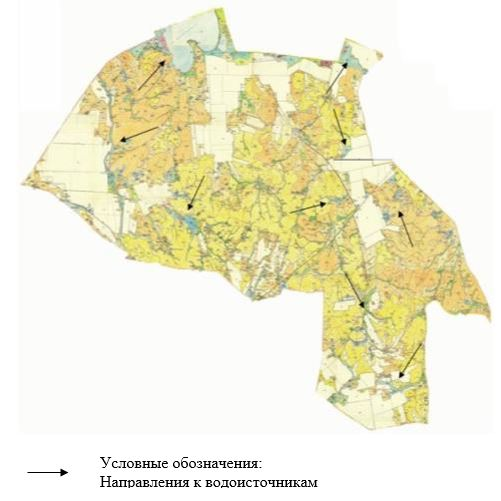 Условные обозначения:
Направления к водоисточникам